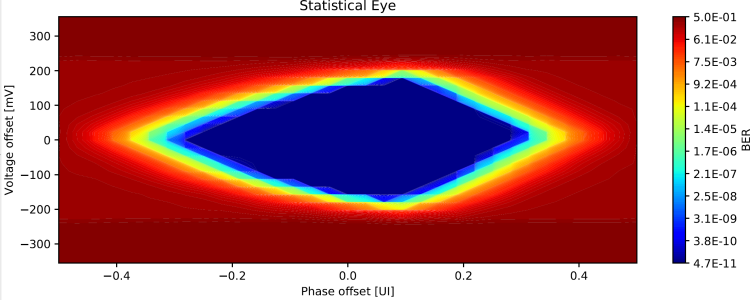 Statistical Eye
Voltage offset [mV]
300
200
100
0
−100
−200
−300
−0.4 −0.2 0.0 0.2 0.4
Phase offset [UI]
5.0E-01
6.1E-02
7.5E-03
9.2E-04
1.1E-04
1.4E-05
1.7E-06
2.1E-07
2.5E-08
3.1E-09
3.8E-10
4.7E-11
BER